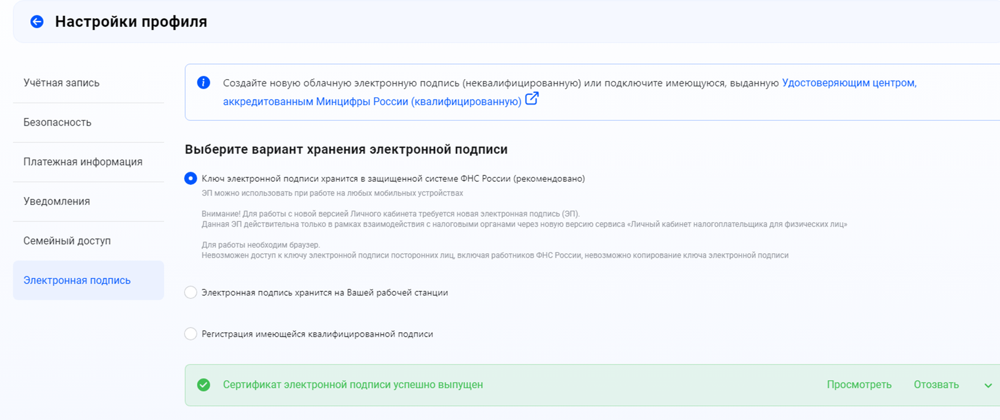 Настройки профиля
Учётная запись
Безопасность
Платежная информация
Уведомления
Семейный доступ
Электронная подпись
Создайте новую облачную электронную подпись (неквалифицированную) или подключите имеющуюся, выданную Удостоверяющим центром,
аккредитованным Минцифры России (квалифицированную)
Выберите вариант хранения электронной подписи
Ключ электронной подписи хранится в защищенной системе ФНС России (рекомендовано)
ЭП можно использовать при работе на любых мобильных устройствах
Внимание! Для работы с новой версией Личного кабинета требуется новая электронная подпись (ЭП).
Данная ЭП действительна только в рамках взаимодействия с налоговыми органами через новую версию сервиса «Личный кабинет налогоплательщика для физических лиц»
Для работы необходим браузер.
Невозможен доступ к ключу электронной подписи посторонних лиц, включая работников ФНС России, невозможно копирование ключа электронной подписи
Электронная подпись хранится на Вашей рабочей станции
Регистрация имеющейся квалифицированной подписи
Сертификат электронной подписи успешно выпущен Просмотреть Отозвать